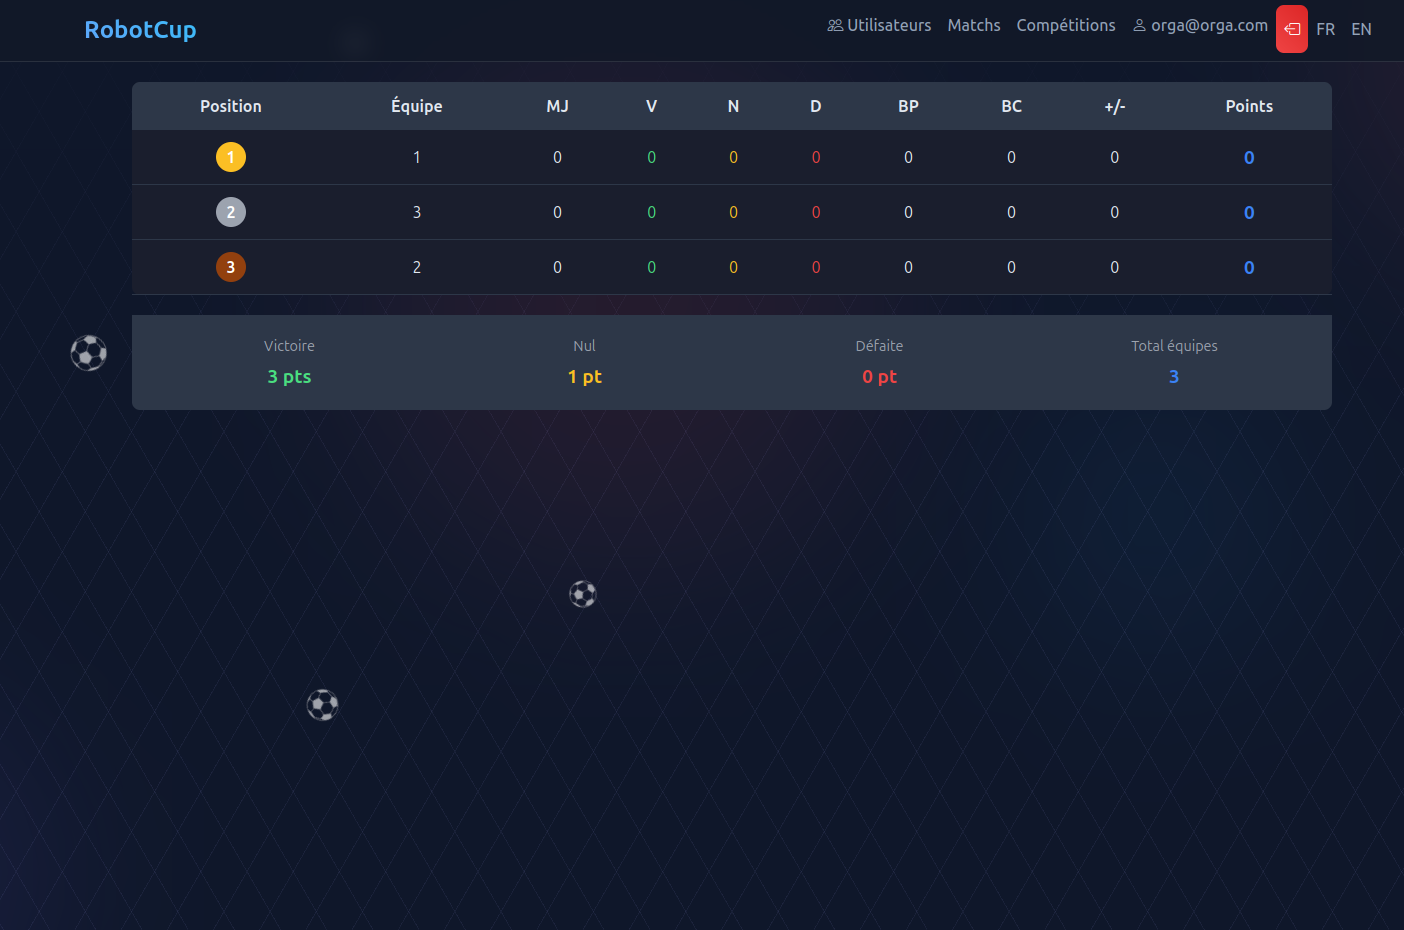 RobotCup
Utilisateurs Matchs Compétitions orga@orga.com FR EN
Position Équipe MJ V N D BP BC +/- Points
1 1 0 0 0 0 0 0 0 0
2 3 0 0 0 0 0 0 0 0
3 2 0 0 0 0 0 0 0 0
Victoire Nul Défaite Total équipes
3 pts 1 pt 0 pt 3